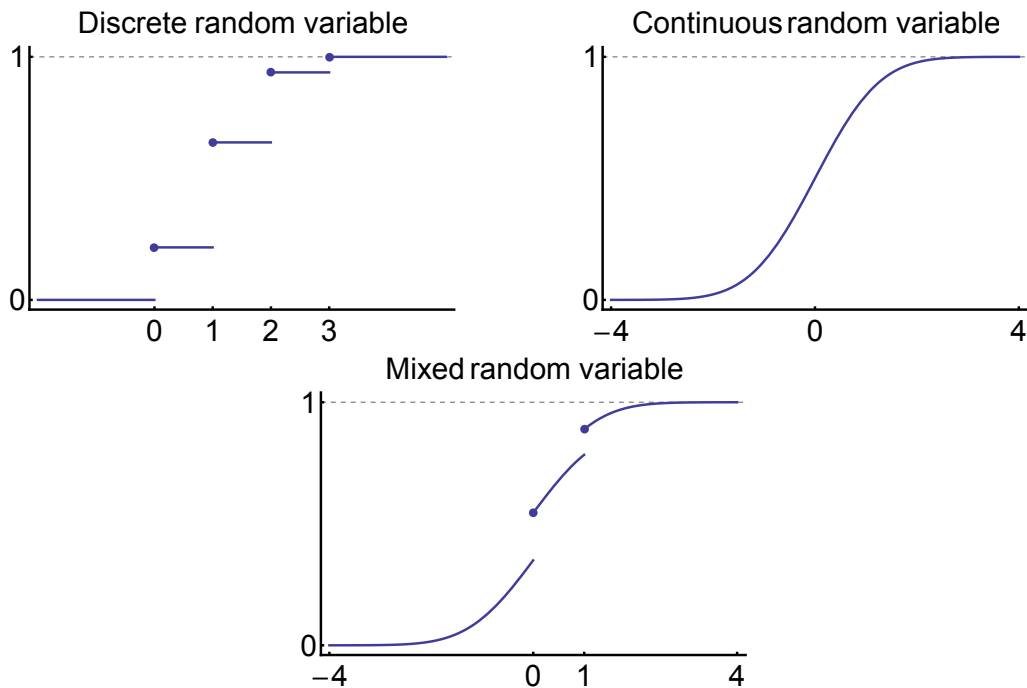 Discrete random variable
1
0
0 1 2 3
Continuous random variable
1
0
−4 0 4
Mixed random variable
1
0
−4 0 1 4